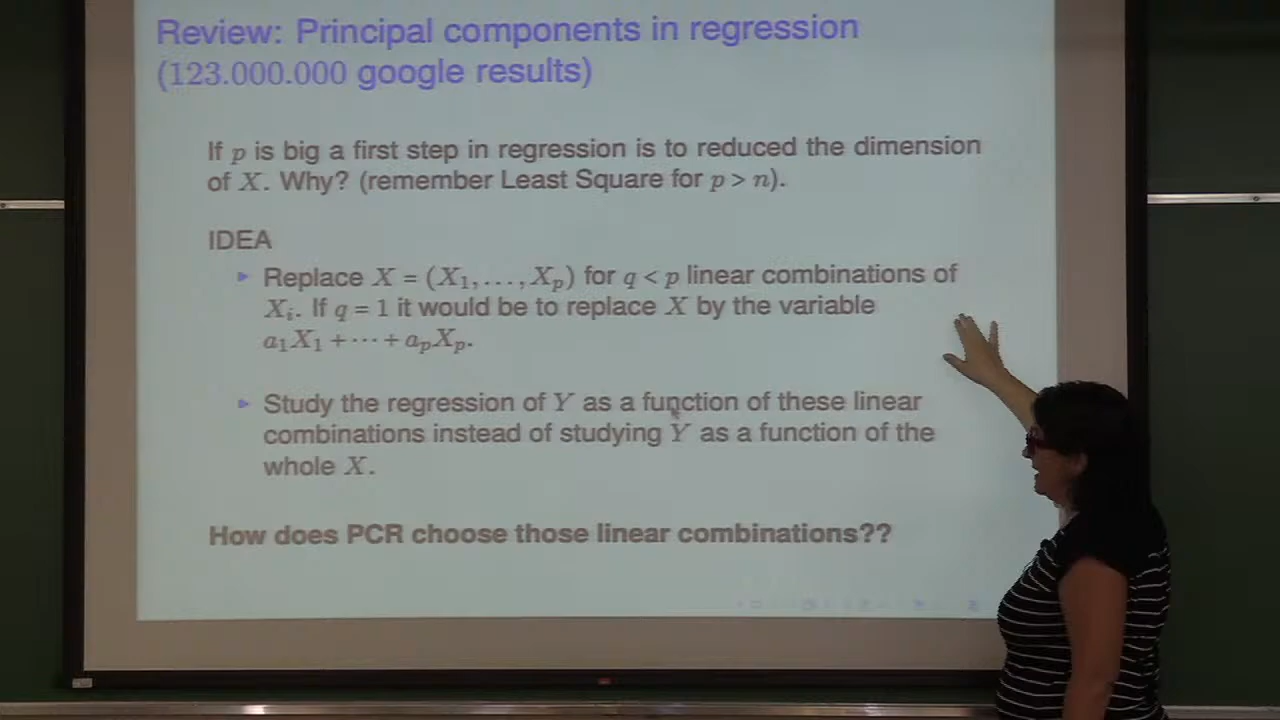 Review: Principal components in regression
(123.000.000 google results)
If p is big a first step in regression is to reduced the dimension
of X. Why? (remember Least Square for p > n).
IDEA
Replace X = (X₁,...,Xₚ) for q < p linear combinations of
Xᵢ. If q = 1 it would be to replace X by the variable
a₁X₁ + ··· + aₚXₚ.
Study the regression of Y as a function of these linear
combinations instead of studying Y as a function of the
whole X.
How does PCR choose those linear combinations??